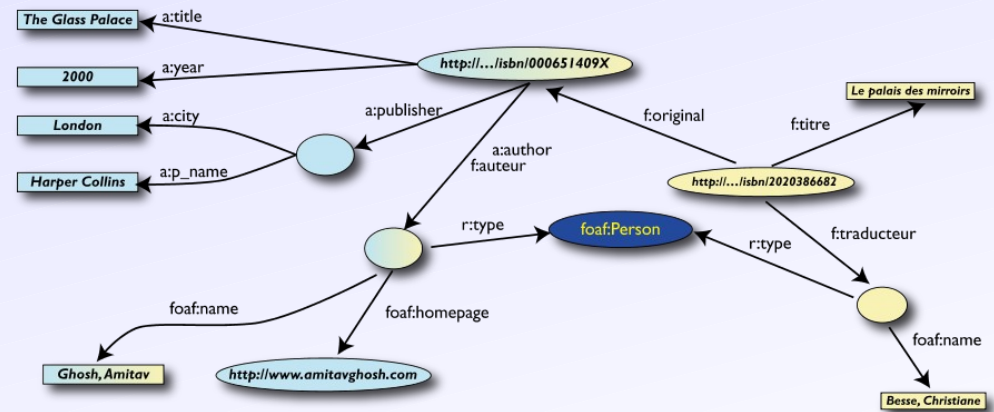 The Glass Palace
a:title
http://.../isbn/000651409X
2000
a:year
Le palais des mirroirs
London
a:city
a:publisher
f:original
f:titre
a:author
f:auteur
Harper Collins
a:p_name
http://.../isbn/2020386682
r:type
foaf:Person
r:type
f:traducteur
foaf:name
foaf:homepage
foaf:name
Ghosh, Amitav
http://www.amitavghosh.com
Besse, Christiane